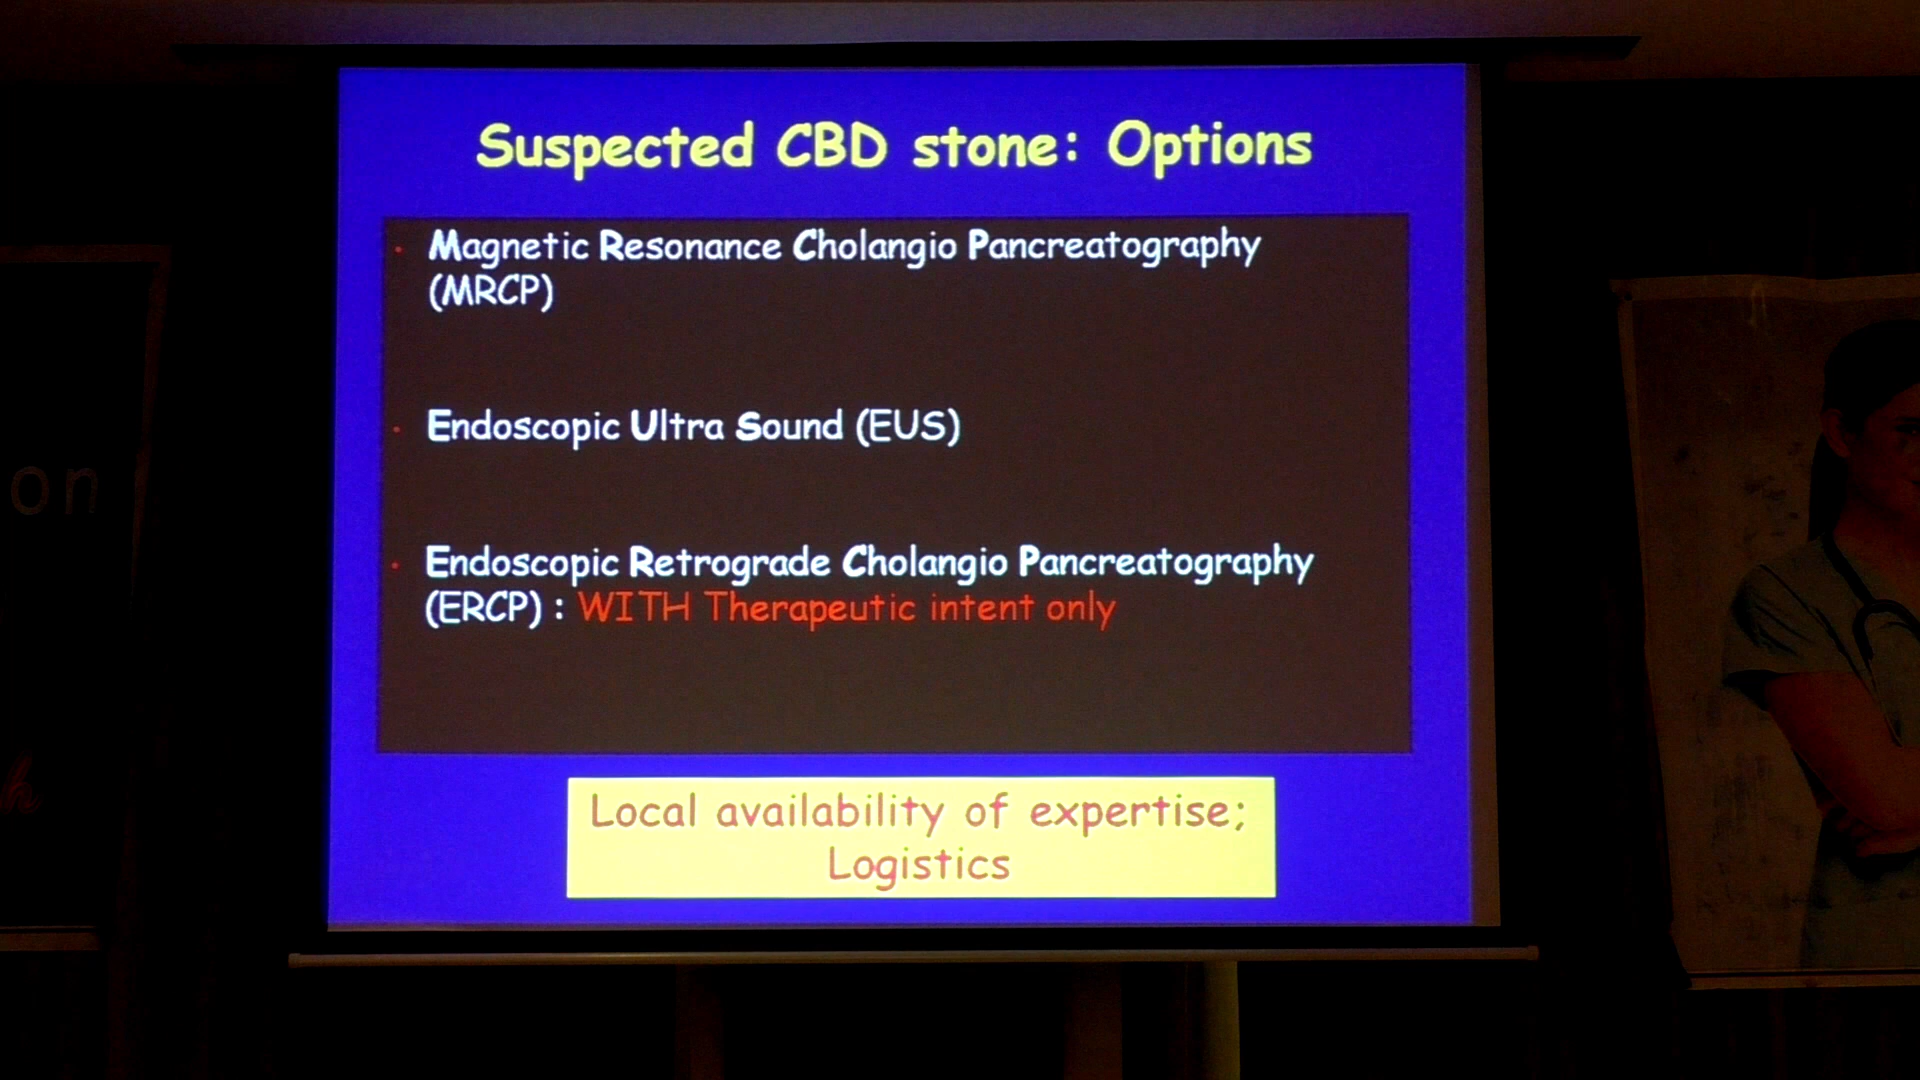 Suspected CBD stone: Options
Magnetic Resonance Cholangio Pancreatography
(MRCP)
Endoscopic Ultra Sound (EUS)
Endoscopic Retrograde Cholangio Pancreatography
(ERCP) : WITH Therapeutic intent only
Local availability of expertise;
Logistics
on